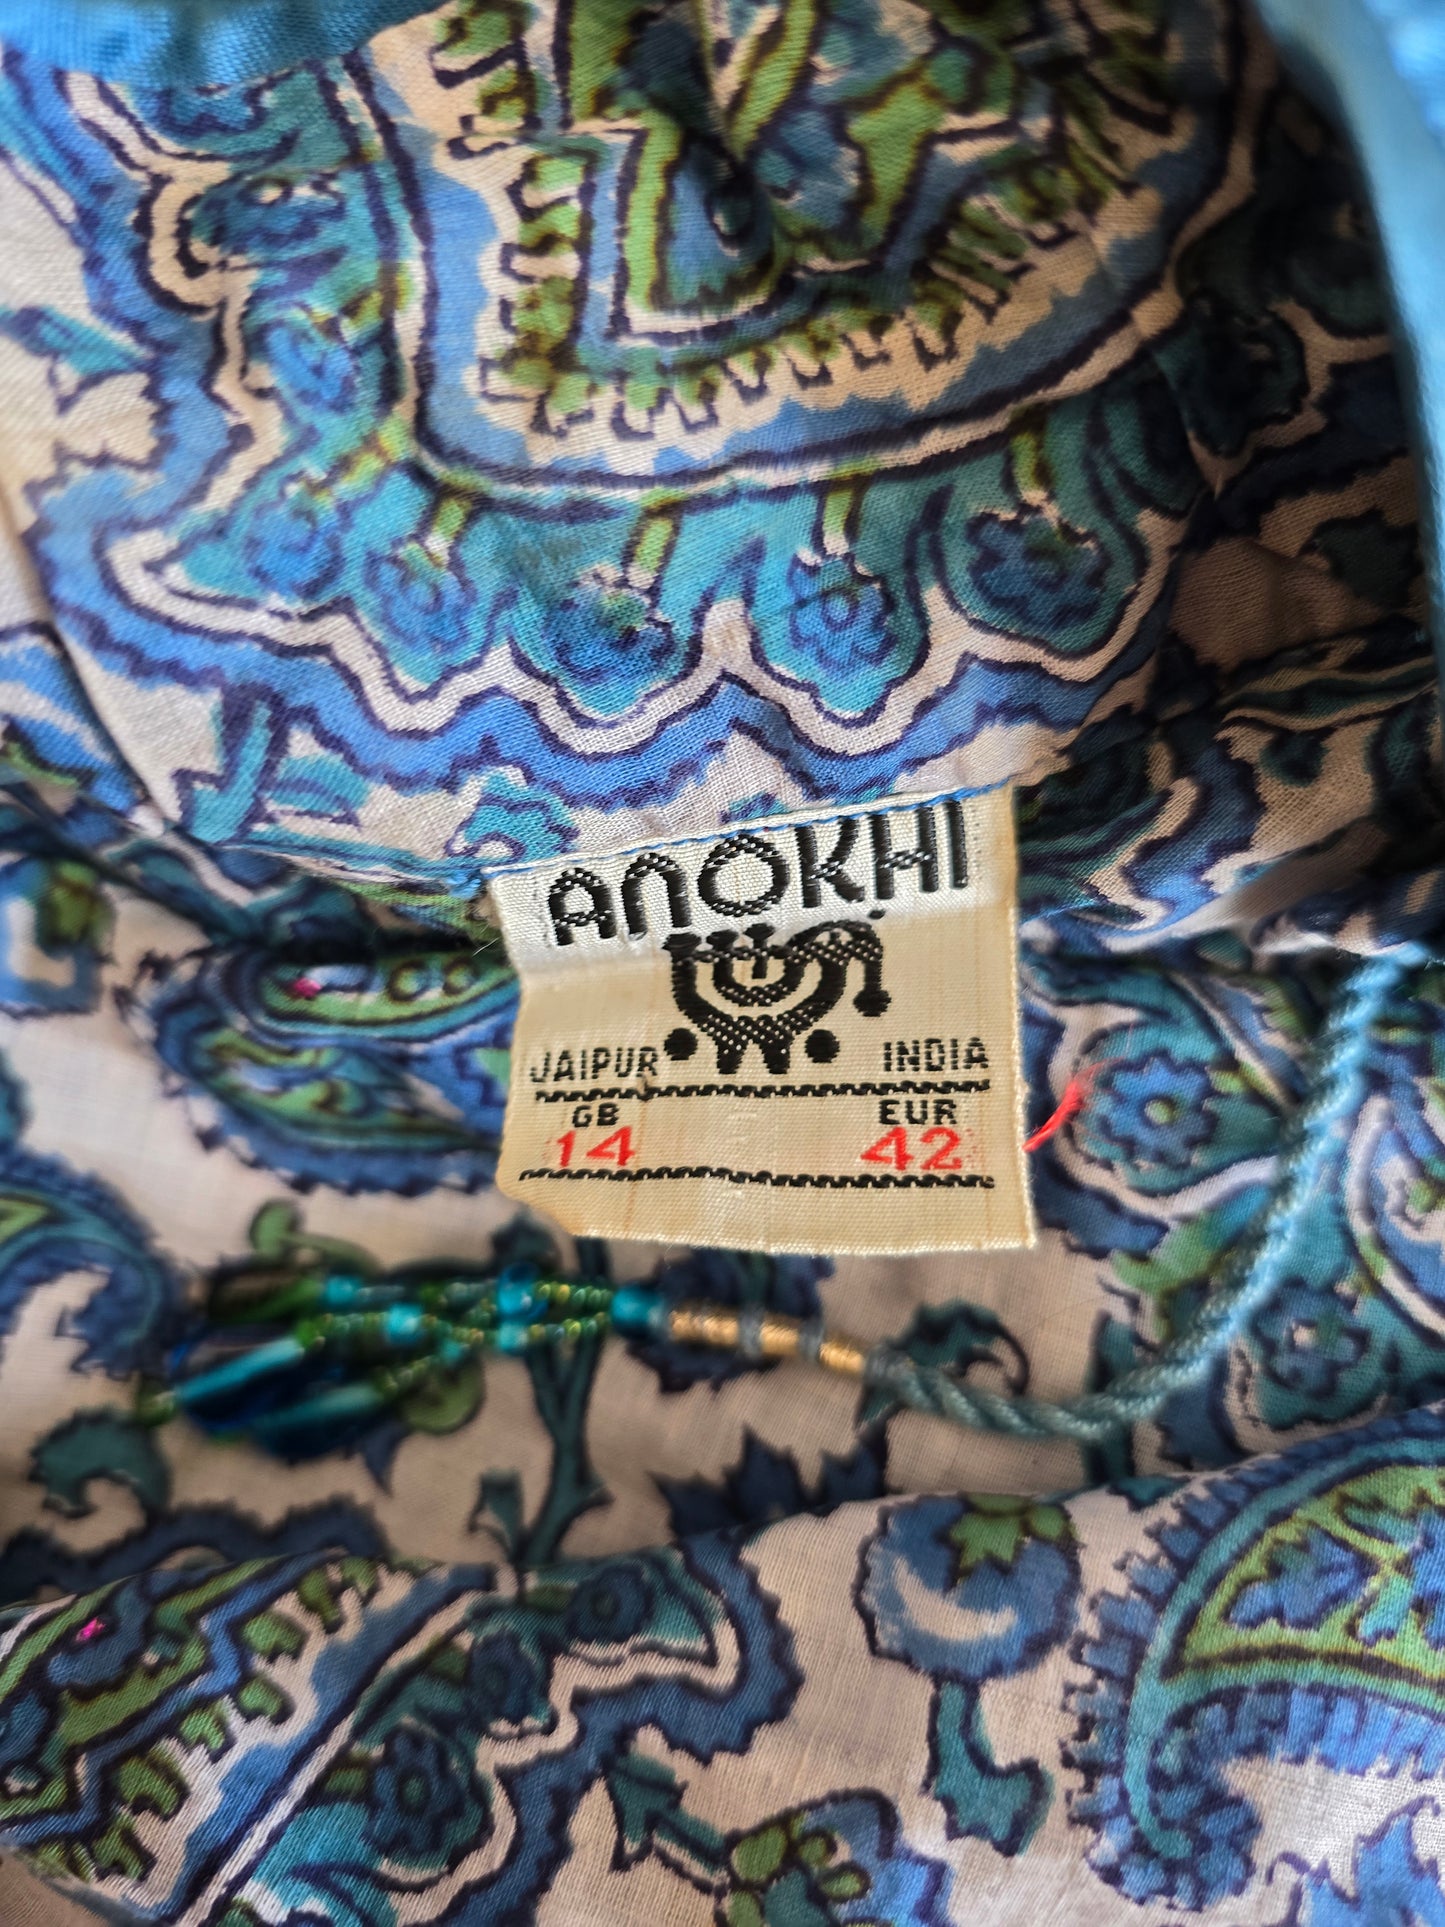 ANOKHI
JAIPUR INDIA
GB EUR
14 42